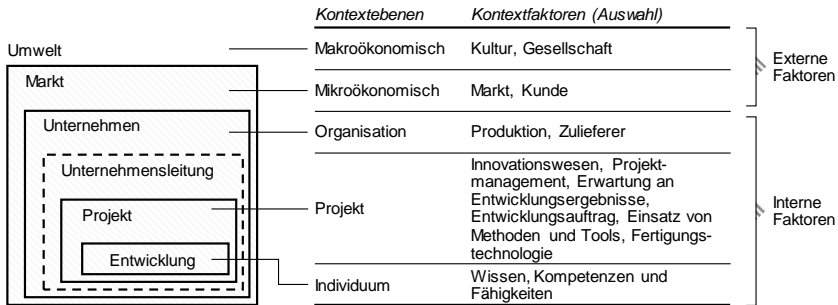 Kontextebenen Kontextfaktoren (Auswahl)
Umwelt
Makroökonomisch Kultur, Gesellschaft
Markt
Mikroökonomisch Markt, Kunde
Externe
Faktoren
Unternehmen
Organisation Produktion, Zulieferer
Unternehmensleitung
Projekt
Entwicklung
Projekt
Innovationswesen, Projekt-
management, Erwartung an
Entwicklungsergebnisse,
Entwicklungsauftrag, Einsatz von
Methoden und Tools, Fertigungs-
technologie
Interne
Faktoren
Individuum
Wissen, Kompetenzen und
Fähigkeiten